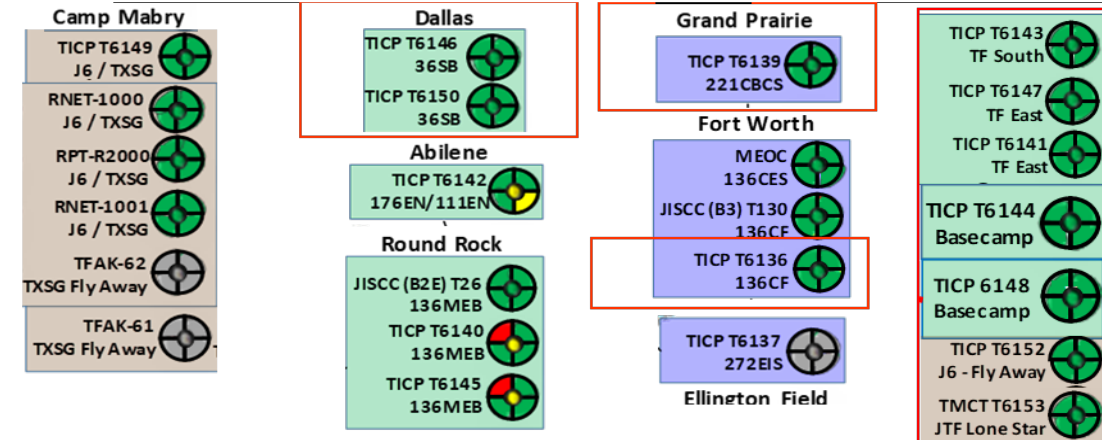 Camp Mabry
TICP T6149
J6 / TXSG
RNET-1000
J6 / TXSG
RPT-R2000
J6 / TXSG
RNET-1001
J6 / TXSG
TFAK-62
TXSG Fly Away
TFAK-61
TXSG Fly Away
Dallas
TICP T6146
36SB
TICP T6150
36SB
Abilene
TICP T6142
176EN/111EN
Round Rock
JISCC (B2E) T26
136MEB
TICP T6140
136MEB
TICP T6145
136MEB
Grand Prairie
TICP T6139
221CBCS
Fort Worth
MEOC
136CES
JISCC (B3) T130
136CF
TICP T6136
136CF
TICP T6137
272EIS
Ellington Field
TICP T6143
TF South
TICP T6147
TF East
TICP T6141
TF East
TICP T6144
Basecamp
TICP 6148
Basecamp
TICP T6152
J6 - Fly Away
TMCT T6153
JTF Lone Star